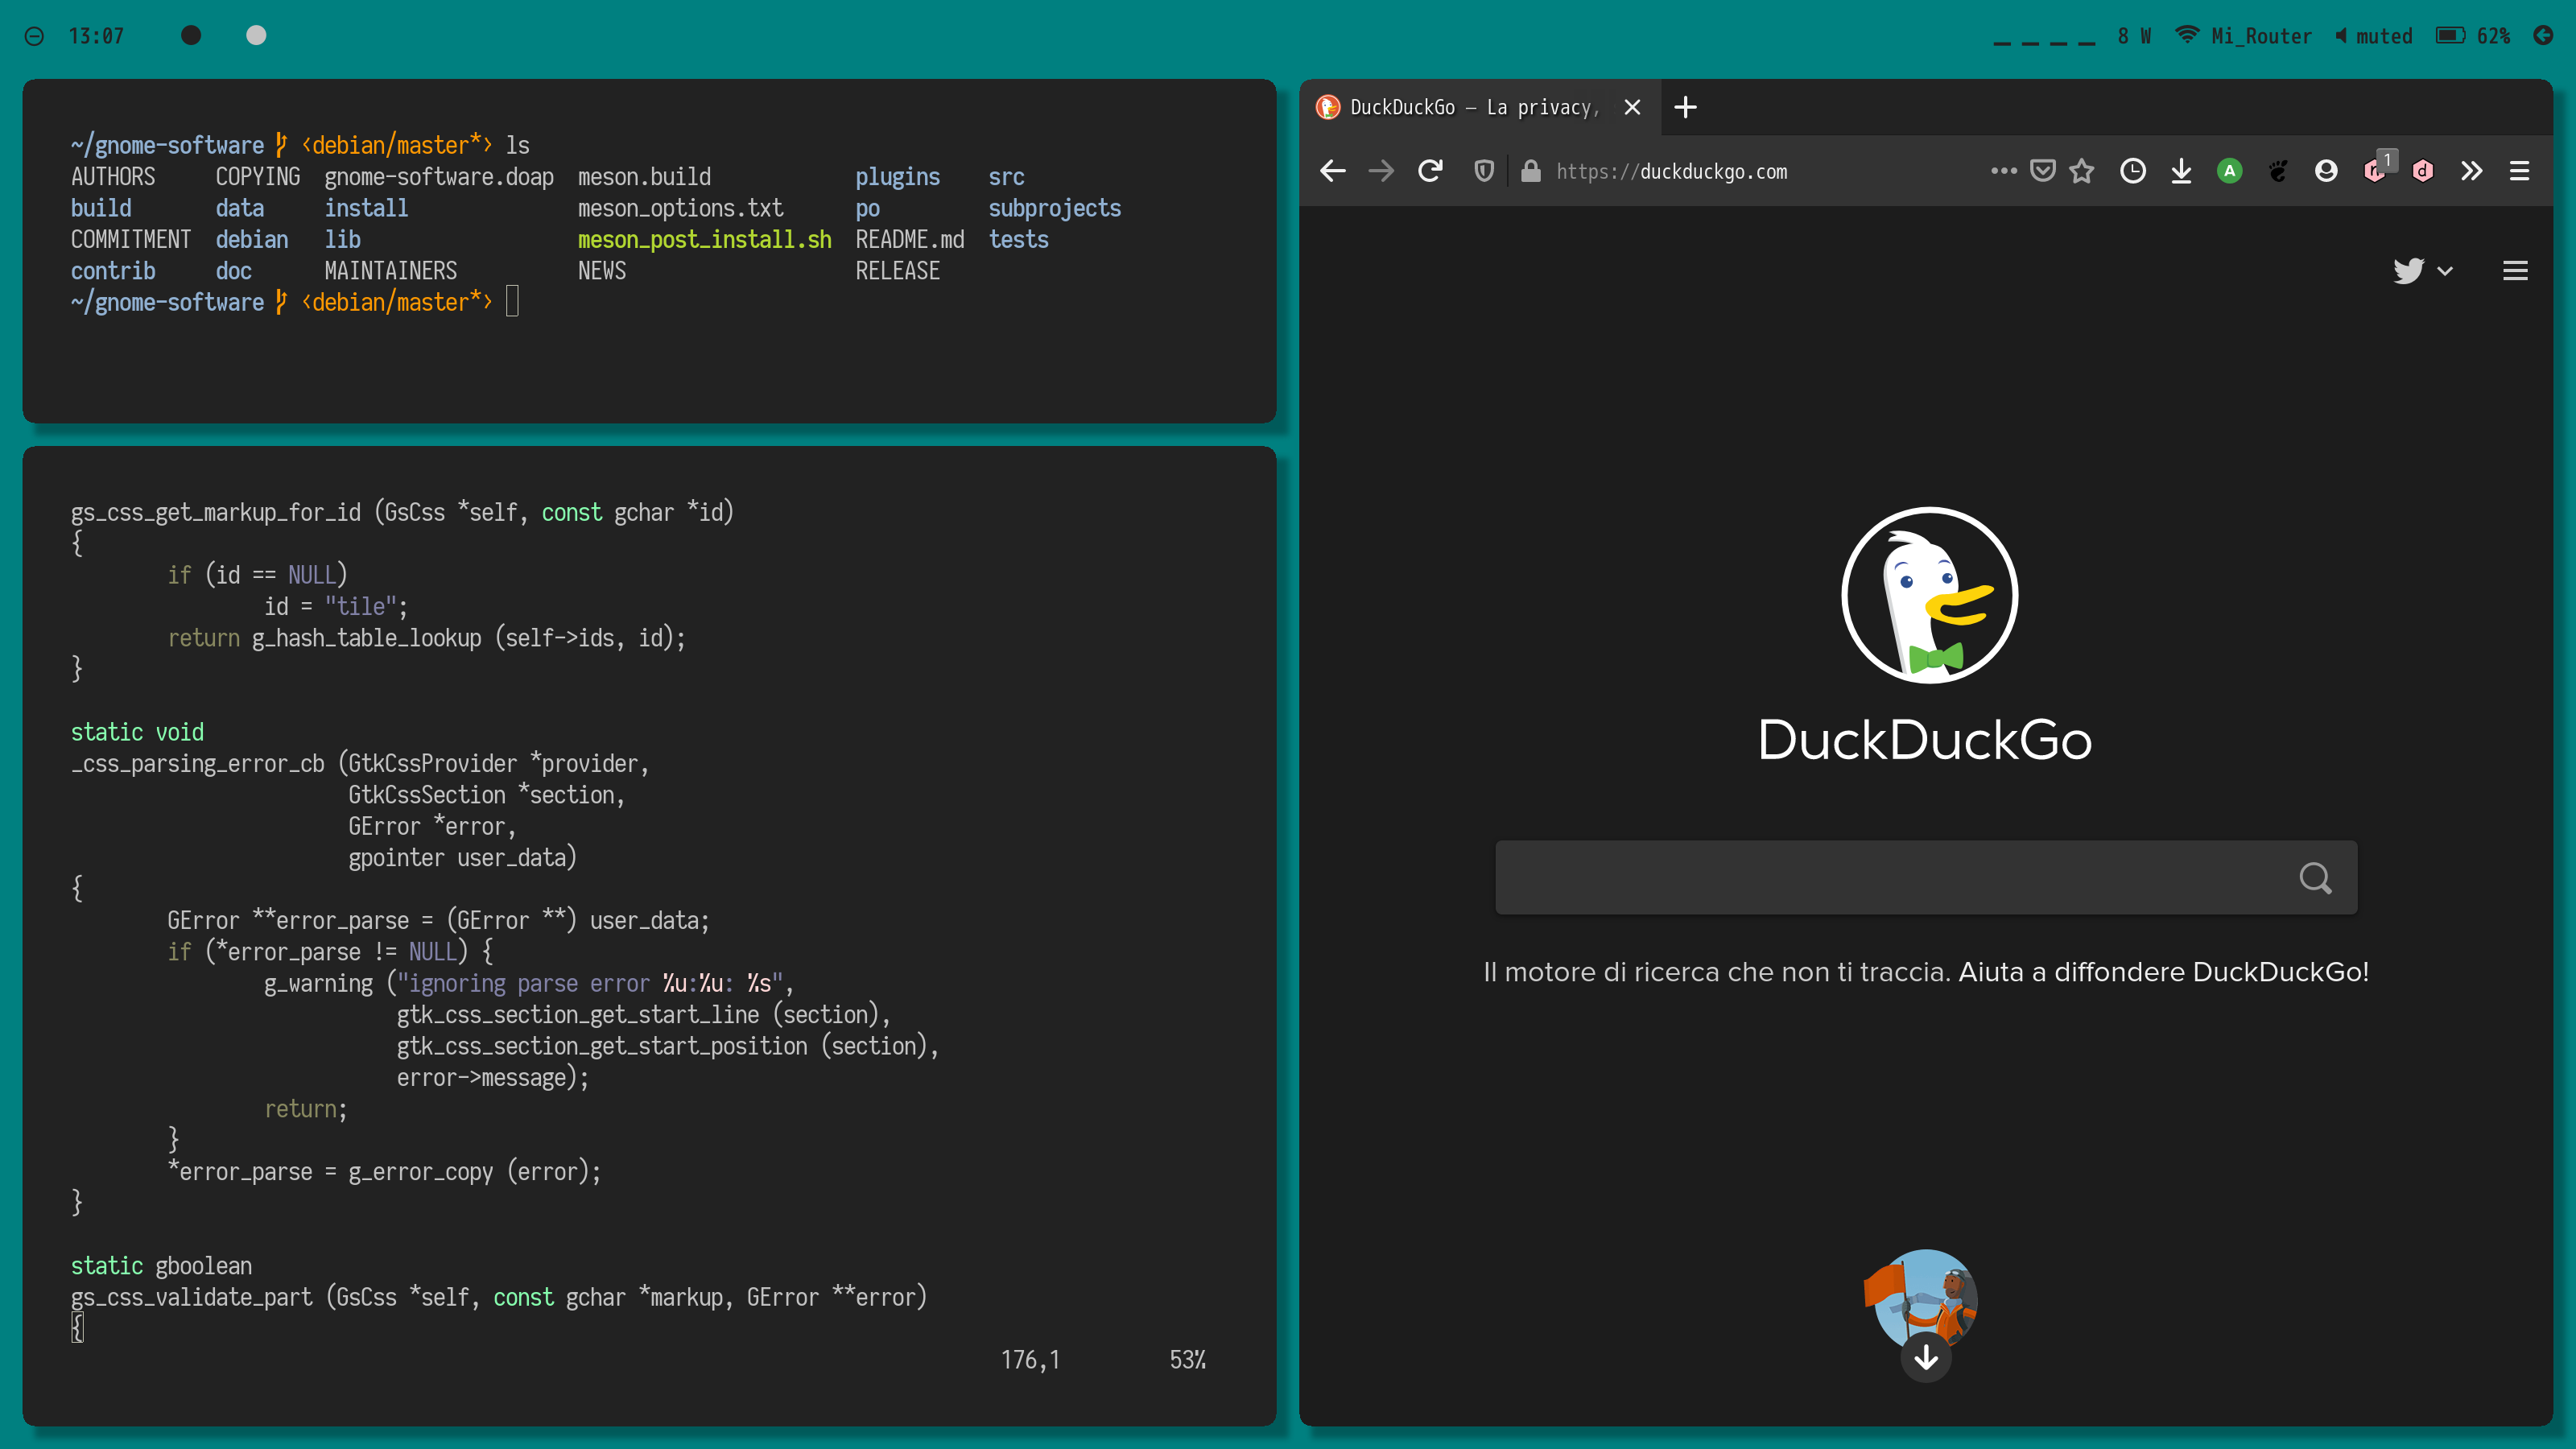 13:07
8 W Mi_Router muted 62%
~/gnome-software <debian/master*> ls
AUTHORS COPYING gnome-software.doap meson.build plugins src
build data install meson_options.txt po subprojects
COMMITMENT debian lib meson_post_install.sh README.md tests
contrib doc MAINTAINERS NEWS RELEASE
~/gnome-software <debian/master*>
gs_css_get_markup_for_id (GsCss *self, const gchar *id)
{
if (id == NULL)
id = "tile";
return g_hash_table_lookup (self->ids, id);
}
static void
_css_parsing_error_cb (GtkCssProvider *provider,
GtkCssSection *section,
GError *error,
gpointer user_data)
{
GError **error_parse = (GError **) user_data;
if (*error_parse != NULL) {
g_warning ("ignoring parse error %u:%u: %s",
gtk_css_section_get_start_line (section),
gtk_css_section_get_start_position (section),
error->message);
return;
}
*error_parse = g_error_copy (error);
}
static gboolean
gs_css_validate_part (GsCss *self, const gchar *markup, GError **error)
{
176,1 53%
DuckDuckGo — La privacy,
https://duckduckgo.com
A 1 d
DuckDuckGo
Il motore di ricerca che non ti traccia. Aiuta a diffondere DuckDuckGo!